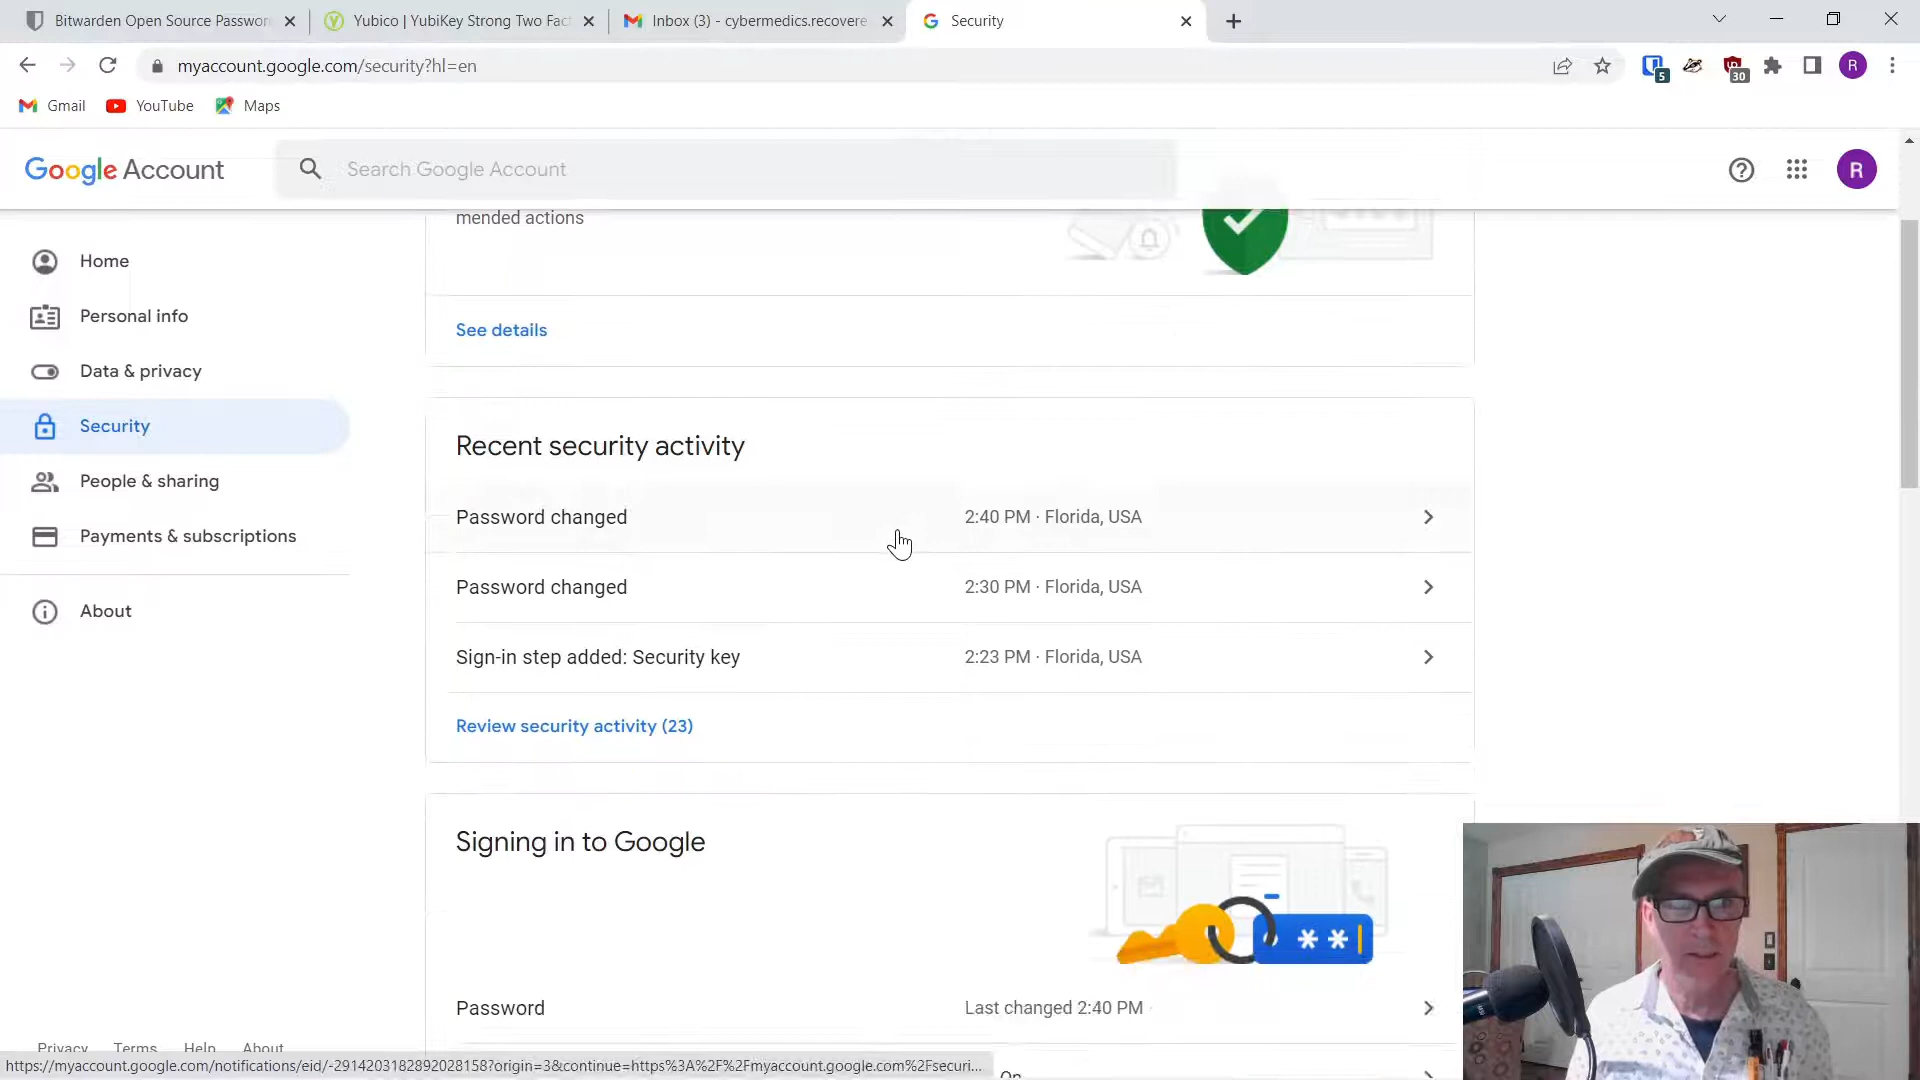 Bitwarden Open Source Passwor
Yubico | YubiKey Strong Two Fact
Inbox (3) - cybermedics.recovere
Security
myaccount.google.com/security?hl=en
5
30
R
Gmail
YouTube
Maps
Google Account
Search Google Account
R
mended actions
Home
Personal info
Data & privacy
Security
People & sharing
Payments & subscriptions
About
See details
Recent security activity
Password changed
2:40 PM · Florida, USA
Password changed
2:30 PM · Florida, USA
Sign-in step added: Security key
2:23 PM · Florida, USA
Review security activity (23)
Signing in to Google
**
Password
Last changed 2:40 PM
Privacy Terms Help About
On
https://myaccount.google.com/notifications/eid/-2914203182892028158?origin=3&continue=https%3A%2F%2Fmyaccount.google.com%2Fsecuri...